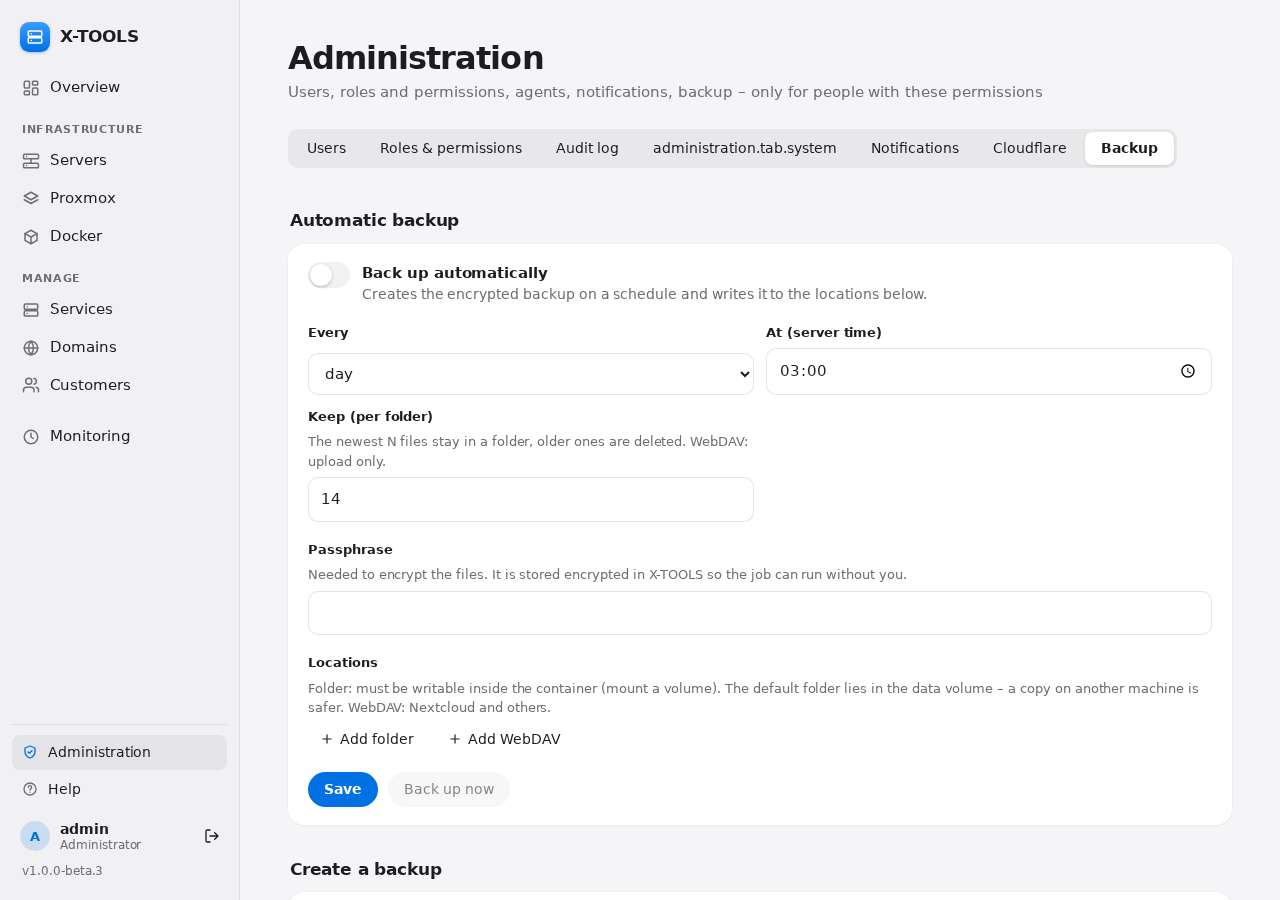 X-TOOLS
Overview
INFRASTRUCTURE
Servers
Proxmox
Docker
MANAGE
Services
Domains
Customers
Monitoring
Administration
Help
A
admin
Administrator
v1.0.0-beta.3
Administration
Users, roles and permissions, agents, notifications, backup – only for people with these permissions
Users
Roles & permissions
Audit log
administration.tab.system
Notifications
Cloudflare
Backup
Automatic backup
Back up automatically
Creates the encrypted backup on a schedule and writes it to the locations below.
Every
day
At (server time)
03:00
Keep (per folder)
The newest N files stay in a folder, older ones are deleted. WebDAV:
upload only.
14
Passphrase
Needed to encrypt the files. It is stored encrypted in X-TOOLS so the job can run without you.
Locations
Folder: must be writable inside the container (mount a volume). The default folder lies in the data volume – a copy on another machine is
safer. WebDAV: Nextcloud and others.
+ Add folder
+ Add WebDAV
Save
Back up now
Create a backup